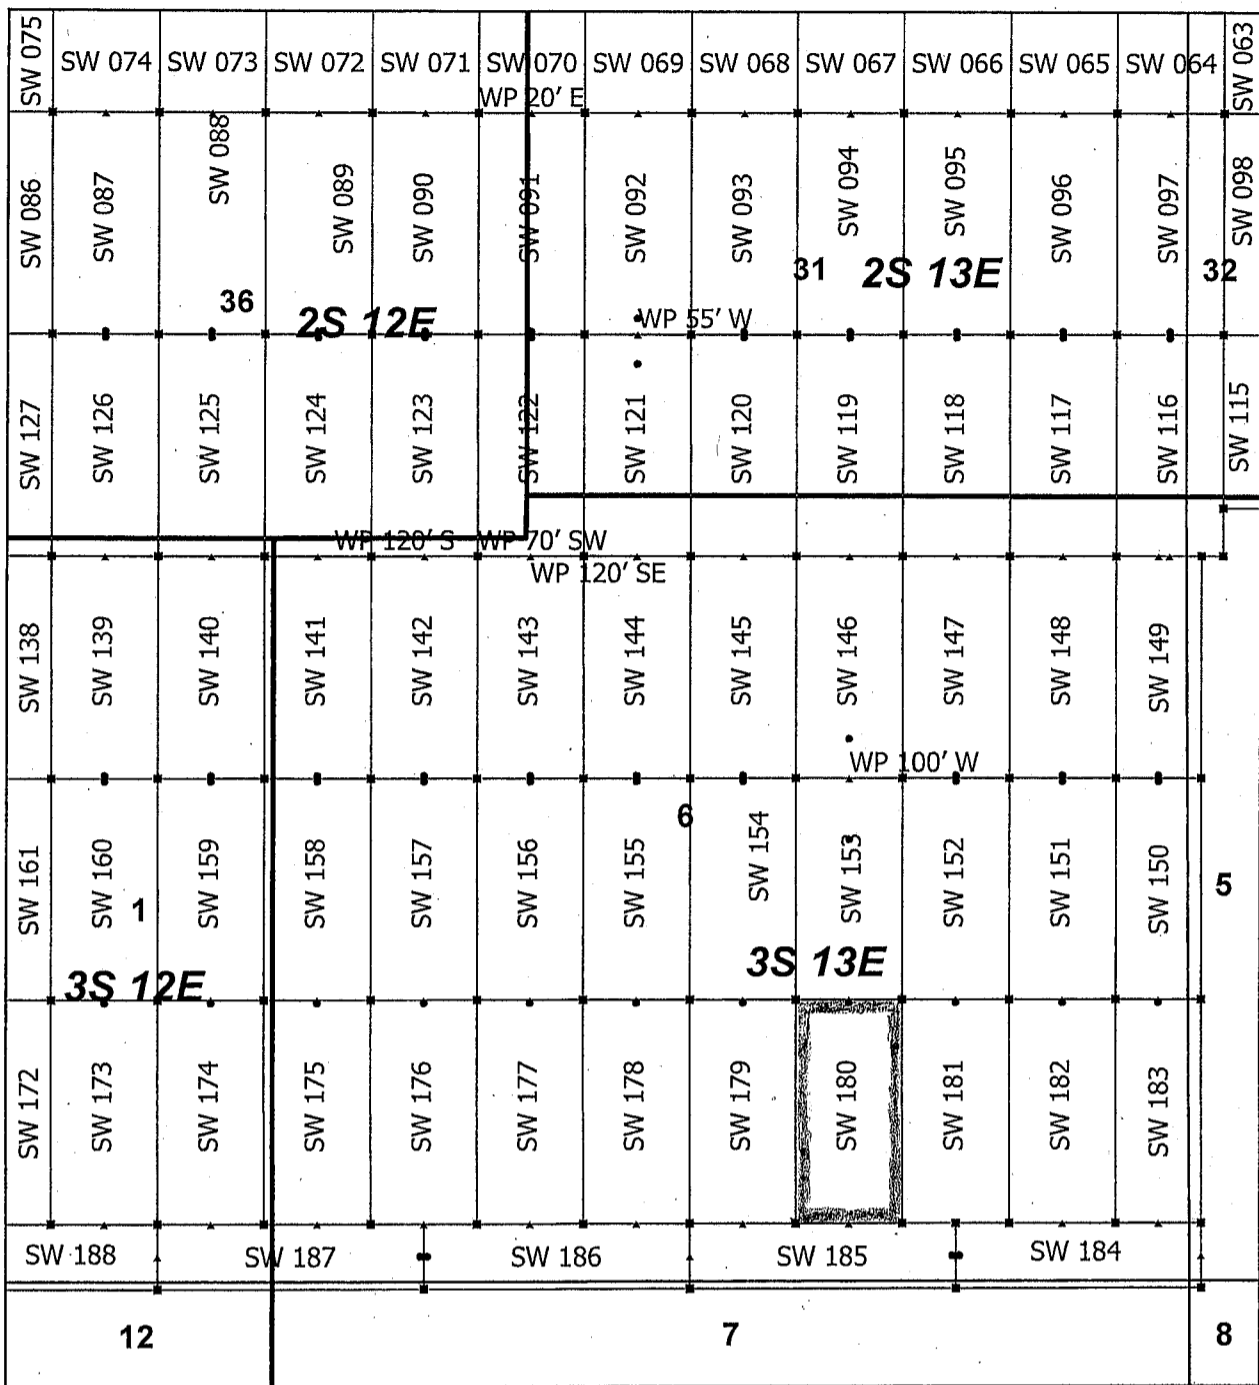 SW 075 SW 074 SW 073 SW 072 SW 071 SW 070 SW 069 SW 068 SW 067 SW 066 SW 065 SW 064 SW 063
WP 20' E
SW 086 SW 087 SW 088 SW 089 SW 090 SW 091 SW 092 SW 093 SW 094 SW 095 SW 096 SW 097 SW 098
31 2S 13E 32
36 2S 12E
WP 55' W
SW 127 SW 126 SW 125 SW 124 SW 123 SW 122 SW 121 SW 120 SW 119 SW 118 SW 117 SW 116 SW 115
WP 120' S WP 70' SW
WP 120' SE
SW 138 SW 139 SW 140 SW 141 SW 142 SW 143 SW 144 SW 145 SW 146 SW 147 SW 148 SW 149
WP 100' W
6
SW 161 SW 160 SW 159 SW 158 SW 157 SW 156 SW 155 SW 154 SW 153 SW 152 SW 151 SW 150
5
1
3S 12E 3S 13E
SW 172 SW 173 SW 174 SW 175 SW 176 SW 177 SW 178 SW 179 SW 180 SW 181 SW 182 SW 183
SW 188 SW 187 SW 186 SW 185 SW 184
12 7 8